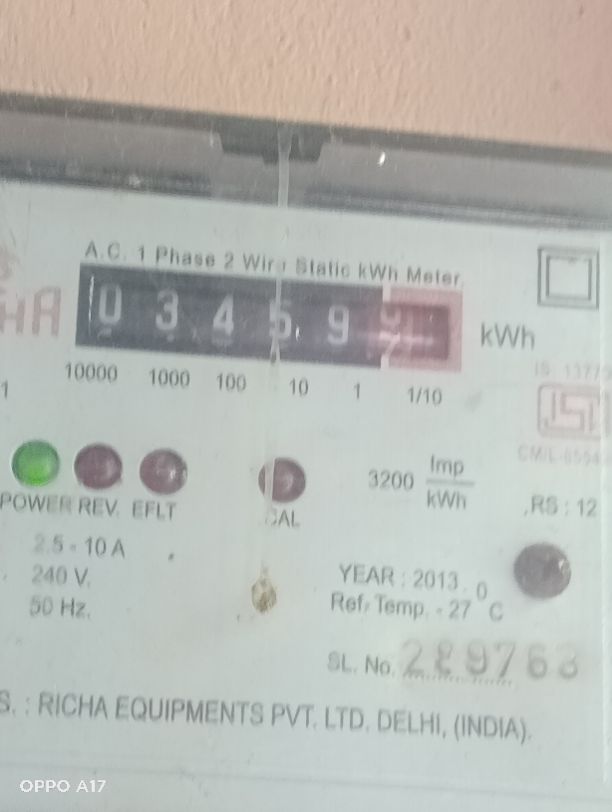 A.C. 1 Phase 2 Wire Static kWh Meter
HA
0 3 4 5 9
kWh
10000 1000 100 10 1 1/10
1
IS 13779
3200 Imp/kWh
POWER REV. EFLT
CAL
RS : 12
2.5 - 10 A
240 V.
50 Hz.
YEAR : 2013
Ref. Temp. - 27 °C
SL. No. 289763
S. : RICHA EQUIPMENTS PVT. LTD. DELHI, (INDIA).
OPPO A17